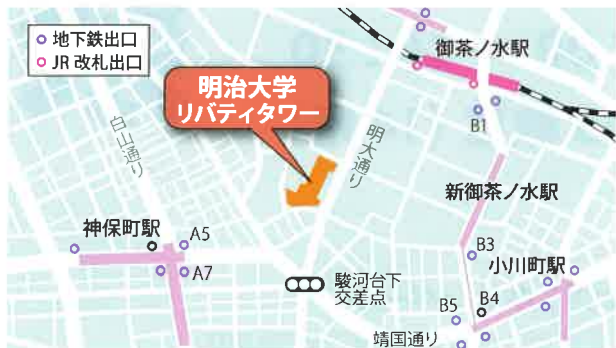 地下鉄出口
JR 改札出口
御茶ノ水駅
明治大学
リバティタワー
B1
白山通り
明大通り
新御茶ノ水駅
神保町駅
A5
A7
B3
小川町駅
駿河台下
交差点
B5
B4
靖国通り